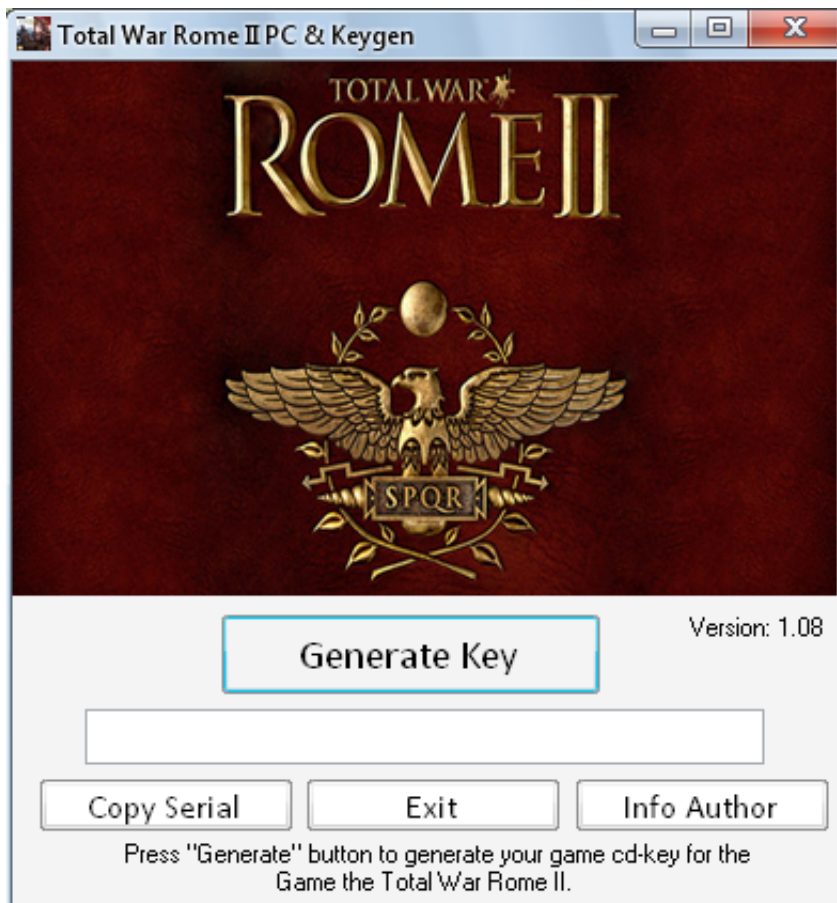 Total War Rome II PC & Keygen
TOTAL WAR
ROME II
SPQR
Version: 1.08
Generate Key
Copy Serial Exit Info Author
Press "Generate" button to generate your game cd-key for the
Game the Total War Rome II.